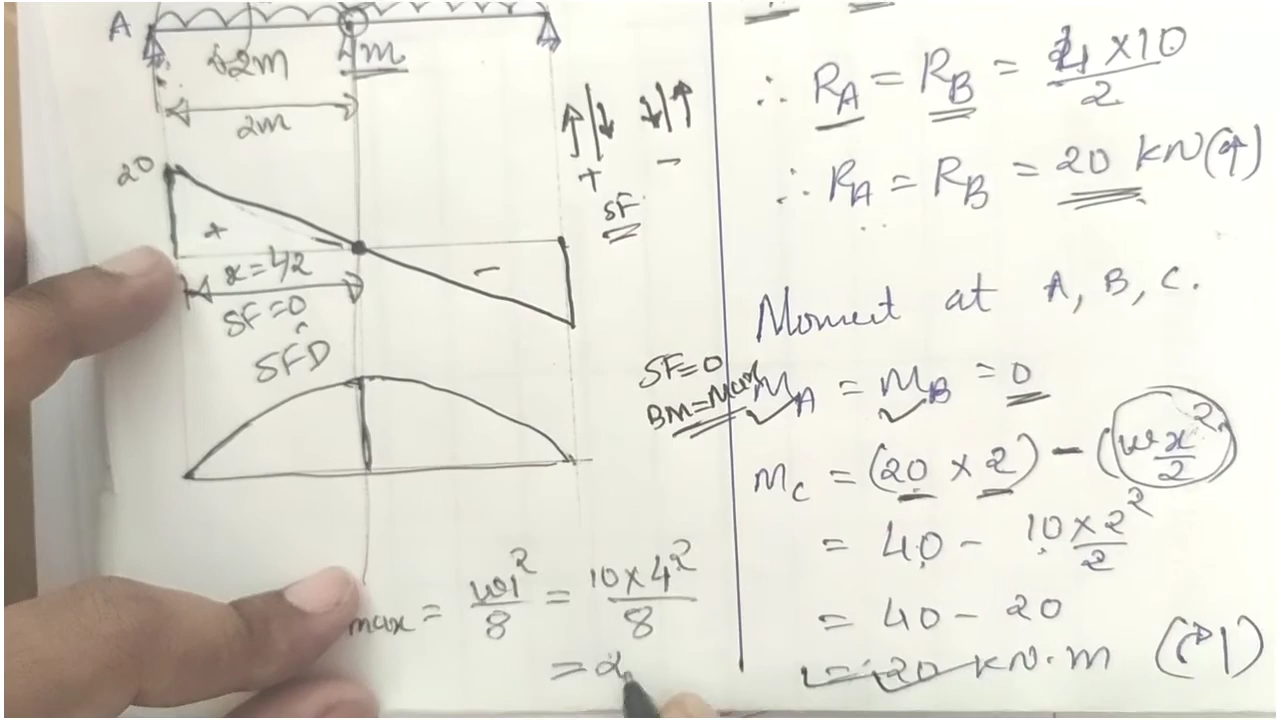 A
2m
m
2m
20
+
-
x = L/2
SF = 0
SFD
+
-
SF
SF = 0
BM = Max
max = wl²/8 = 10 × 4²/8
= 2
∴ RA = RB = 4 × 10/2
∴ RA = RB = 20 KN (↑)
Moment at A, B, C.
MA = MB = 0
Mc = (20 × 2) - (wx²/2)
= 40 - 10 × 2²/2
= 40 - 20
= 20 KN.m